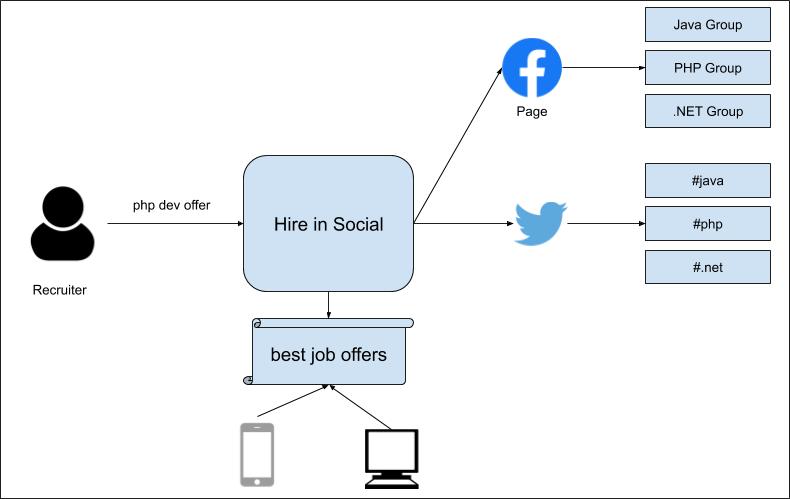 Java Group
PHP Group
Page
.NET Group
#java
php dev offer
Hire in Social
#php
Recruiter
#.net
best job offers